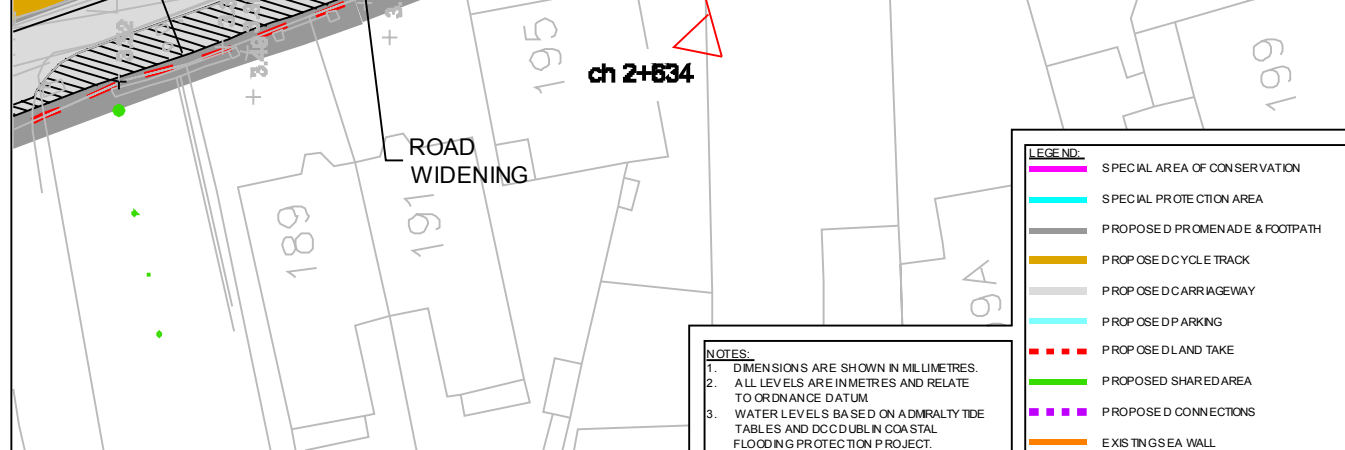 195
ch 2+634
199
ROAD
WIDENING
189
191
9A
LEGEND:
SPECIAL AREA OF CONSERVATION
SPECIAL PROTECTION AREA
PROPOSED PROMENADE & FOOTPATH
PROPOSED CYCLE TRACK
PROPOSED CARRIAGEWAY
PROPOSED PARKING
PROPOSED LAND TAKE
PROPOSED SHARED AREA
PROPOSED CONNECTIONS
EXISTING SEA WALL
NOTES:
1. DIMENSIONS ARE SHOWN IN MILLIMETRES.
2. ALL LEVELS ARE IN METRES AND RELATE
TO ORDNANCE DATUM.
3. WATER LEVELS BASED ON ADMIRALTY TIDE
TABLES AND DCC DUBLIN COASTAL
FLOODING PROTECTION PROJECT.